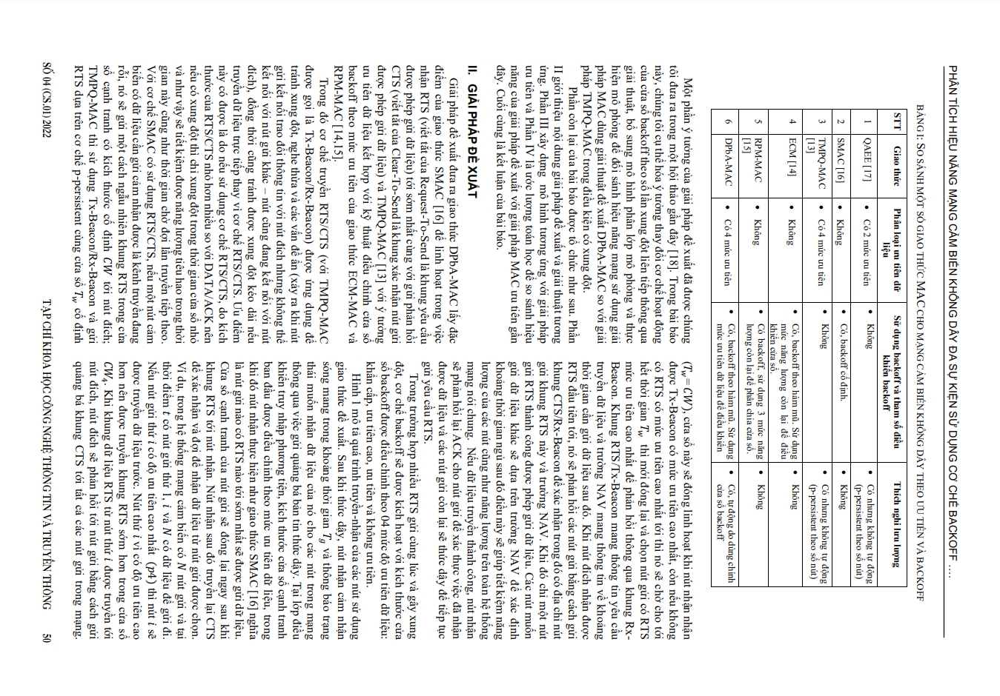 PHÂN TÍCH HIỆU NĂNG MẠNG CẢM BIẾN KHÔNG DÂY ĐA SỰ KIỆN SỬ DỤNG CƠ CHẾ BACKOFF ….
BẢNG I: SO SÁNH MỘT SỐ GIAO THỨC MAC CHO MẠNG CẢM BIẾN KHÔNG DÂY THEO ƯU TIÊN VÀ BACKOFF
STT Giao thức Phân loại ưu tiên dữ liệu Sử dụng backoff và tham số điều khiển backoff Thích nghi lưu lượng
1 QAEE [17] • Có 2 mức ưu tiên • Không • Có nhưng không tự động (p-persistent theo số nút)
2 SMAC [16] • Không • Có, backoff cố định. • Không
3 TMPQ-MAC [13] • Có 4 mức ưu tiên • Không • Có nhưng không tự động (p-persistent theo số nút)
4 ECM [14] • Không • Có, backoff theo hàm mũ. Sử dụng mức năng lượng còn lại để điều khiển cửa sổ. • Không
5 RPM-MAC [15] • Không • Có backoff, sử dụng 3 mức năng lượng còn lại để phân chia cửa sổ. • Không
6 DPbA-MAC • Có 4 mức ưu tiên • Có, backoff theo hàm mũ. Sử dụng mức ưu tiên dữ liệu để điều khiển • Có, tự động do dùng chính cửa sổ backoff
Một phần ý tưởng của giải pháp đề xuất đã được chúng
tôi đưa ra trong một hội thảo gần đây [18]. Trong bài báo
này, chúng tôi cụ thể hóa ý tưởng thay đổi cơ chế hoạt động
của cửa sổ backoff theo số lần xung đột liên tiếp thông qua
giải thuật, bổ sung mô hình phân lớp mô phỏng và thực
hiện mô phỏng để đối sánh hiệu năng mạng sử dụng giải
pháp MAC dùng giải thuật đề xuất DPbA-MAC so với giải
pháp TMPQ-MAC trong điều kiện có xung đột.
Phần còn lại của bài báo được tổ chức như sau. Phần
II giới thiệu nội dung giải pháp đề xuất và giải thuật tương
ứng. Phần III xây dựng mô hình tương ứng với giải pháp
ưu tiên và Phần IV là ước lượng toán học để so sánh hiệu
năng của giải pháp đề xuất với giải pháp MAC ưu tiên gần
đây. Cuối cùng là kết luận của bài báo.
II. GIẢI PHÁP ĐỀ XUẤT
Giải pháp đề xuất đưa ra giao thức DPbA-MAC lấy đặc
điểm của giao thức SMAC [16] để linh hoạt trong việc
nhận RTS (viết tắt của Request-To-Send là khung yêu cầu
được phép gửi dữ liệu) tới sớm nhất cùng với gửi phản hồi
CTS (viết tắt của Clear-To-Send là khung xác nhận nút gửi
được phép gửi dữ liệu) và TMPQ-MAC [13] với ý tưởng
ưu tiên dữ liệu kết hợp với kỹ thuật điều chỉnh cửa sổ
backoff theo mức ưu tiên của giao thức ECM-MAC và
RPM-MAC [14,15].
Trong đó cơ chế truyền RTS/CTS (với TMPQ-MAC
được gọi là Tx-Beacon/Rx-Beacon) được ứng dụng để
tránh xung đột, nghe thừa và các vấn đề ẩn (xảy ra khi nút
gửi kết nối trao đổi thông tin với nút đích nhưng không thể
kết nối với nút gửi khác – nút cũng đang kết nối với nút
đích), đồng thời cũng tránh được xung đột kéo dài nếu
truyền dữ liệu trực tiếp thay vì cơ chế RTS/CTS. Ưu điểm
này có được là do nếu sử dụng cơ chế RTS/CTS, do kích
thước của RTS/CTS nhỏ hơn nhiều so với DATA/ACK nên
nếu có xung đột thì chỉ xung đột trong thời gian cửa sổ nhỏ
và như vậy sẽ tiết kiệm được năng lượng tiêu hao trong thời
gian này cũng như thời gian chờ đợi lần truyền tiếp theo.
Với cơ chế SMAC có sử dụng RTS/CTS, nếu một nút cảm
biến có dữ liệu cần gửi cảm nhận được là kênh truyền đang
rỗi, nó sẽ gửi một cách ngẫu nhiên khung RTS trong cửa
sổ cạnh tranh có kích thước cố định CW tới nút đích;
TMPQ-MAC thì sử dụng Tx-Beacon/Rx-Beacon và gửi
RTS dựa trên cơ chế p-persistent cùng cửa sổ Tw cố định
(Tw=CW), cửa sổ này sẽ đóng linh hoạt khi nút nhận nhận
được Tx-Beacon có mức ưu tiên cao nhất, còn nếu không
có RTS có mức ưu tiên cao nhất tới thì nó sẽ chờ cho tới
hết thời gian Tw thì mới đóng lại và chọn nút gửi có RTS
mức ưu tiên cao nhất để phản hồi thông qua khung Rx-
Beacon. Khung RTS/Tx-Beacon mang thông tin yêu cầu
truyền dữ liệu và trường NAV mang thông tin về khoảng
thời gian cần gửi dữ liệu sau đó. Khi nút đích nhận được
RTS đầu tiên tới, nó sẽ phản hồi các nút gửi bằng cách gửi
khung CTS/Rx-Beacon để xác nhận trong đó có địa chỉ nút
gửi khung RTS này và trường NAV. Khi đó chỉ một nút
gửi RTS thành công được phép gửi dữ liệu. Các nút muốn
gửi dữ liệu khác sẽ dựa trên trường NAV để xác định
khoảng thời gian ngủ sau đó điều này sẽ giúp tiết kiệm năng
lượng của các nút cũng như năng lượng trên toàn hệ thống
mạng nói chung. Nếu dữ liệu truyền thành công, nút nhận
sẽ phản hồi lại ACK cho nút gửi để xác thực việc đã nhận
được dữ liệu và các nút gửi còn lại sẽ thức dậy để tiếp tục
gửi yêu cầu RTS.
Trong trường hợp nhiều RTS gửi cùng lúc và gây xung
đột, cơ chế backoff sẽ được kích hoạt với kích thước cửa
sổ backoff được điều chỉnh theo 04 mức độ ưu tiên dữ liệu:
khẩn cấp, ưu tiên cao, ưu tiên và không ưu tiên.
Hình 1 mô tả quá trình truyền-nhận của các nút sử dụng
giao thức đề xuất. Sau khi thức dậy, nút nhận cảm nhận
sóng mang trong khoảng thời gian Tg và thông báo trạng
thái muốn nhận dữ liệu của nó cho các nút trong mạng
thông qua việc gửi quảng bá bản tin thức dậy. Tại lớp điều
khiển truy nhập phương tiện, kích thước cửa sổ cạnh tranh
ban đầu được điều chỉnh theo mức ưu tiên dữ liệu, trong
khi đó nút nhận thực hiện như giao thức SMAC [16] nghĩa
là nút gửi nào có RTS nào tới sớm nhất sẽ được gửi dữ liệu.
Cửa sổ cạnh tranh của nút gửi sẽ đóng lại ngay sau khi
khung RTS tới nút nhận. Nút nhận sau đó truyền lại CTS
để xác nhận và đợi để nhận dữ liệu từ nút gửi được chọn.
Ví dụ, trong hệ thống mạng cảm biến có N nút gửi và tại
thời điểm t có nút gửi thứ 1, i và N có dữ liệu để gửi đi.
Nếu nút gửi thứ i có độ ưu tiên cao nhất (p4) thì nút i sẽ
được truyền dữ liệu trước. Nút thứ i vì có độ ưu tiên cao
hơn nên được truyền khung RTS sớm hơn trong cửa sổ
CW4. Khi khung dữ liệu RTS từ nút thứ i được truyền tới
nút đích, nút đích sẽ phản hồi tới nút gửi bằng cách gửi
quảng bá khung CTS tới tất cả các nút gửi trong mạng.
SỐ 04 (CS.01) 2022 TẠP CHÍ KHOA HỌC CÔNG NGHỆ THÔNG TIN VÀ TRUYỀN THÔNG 50